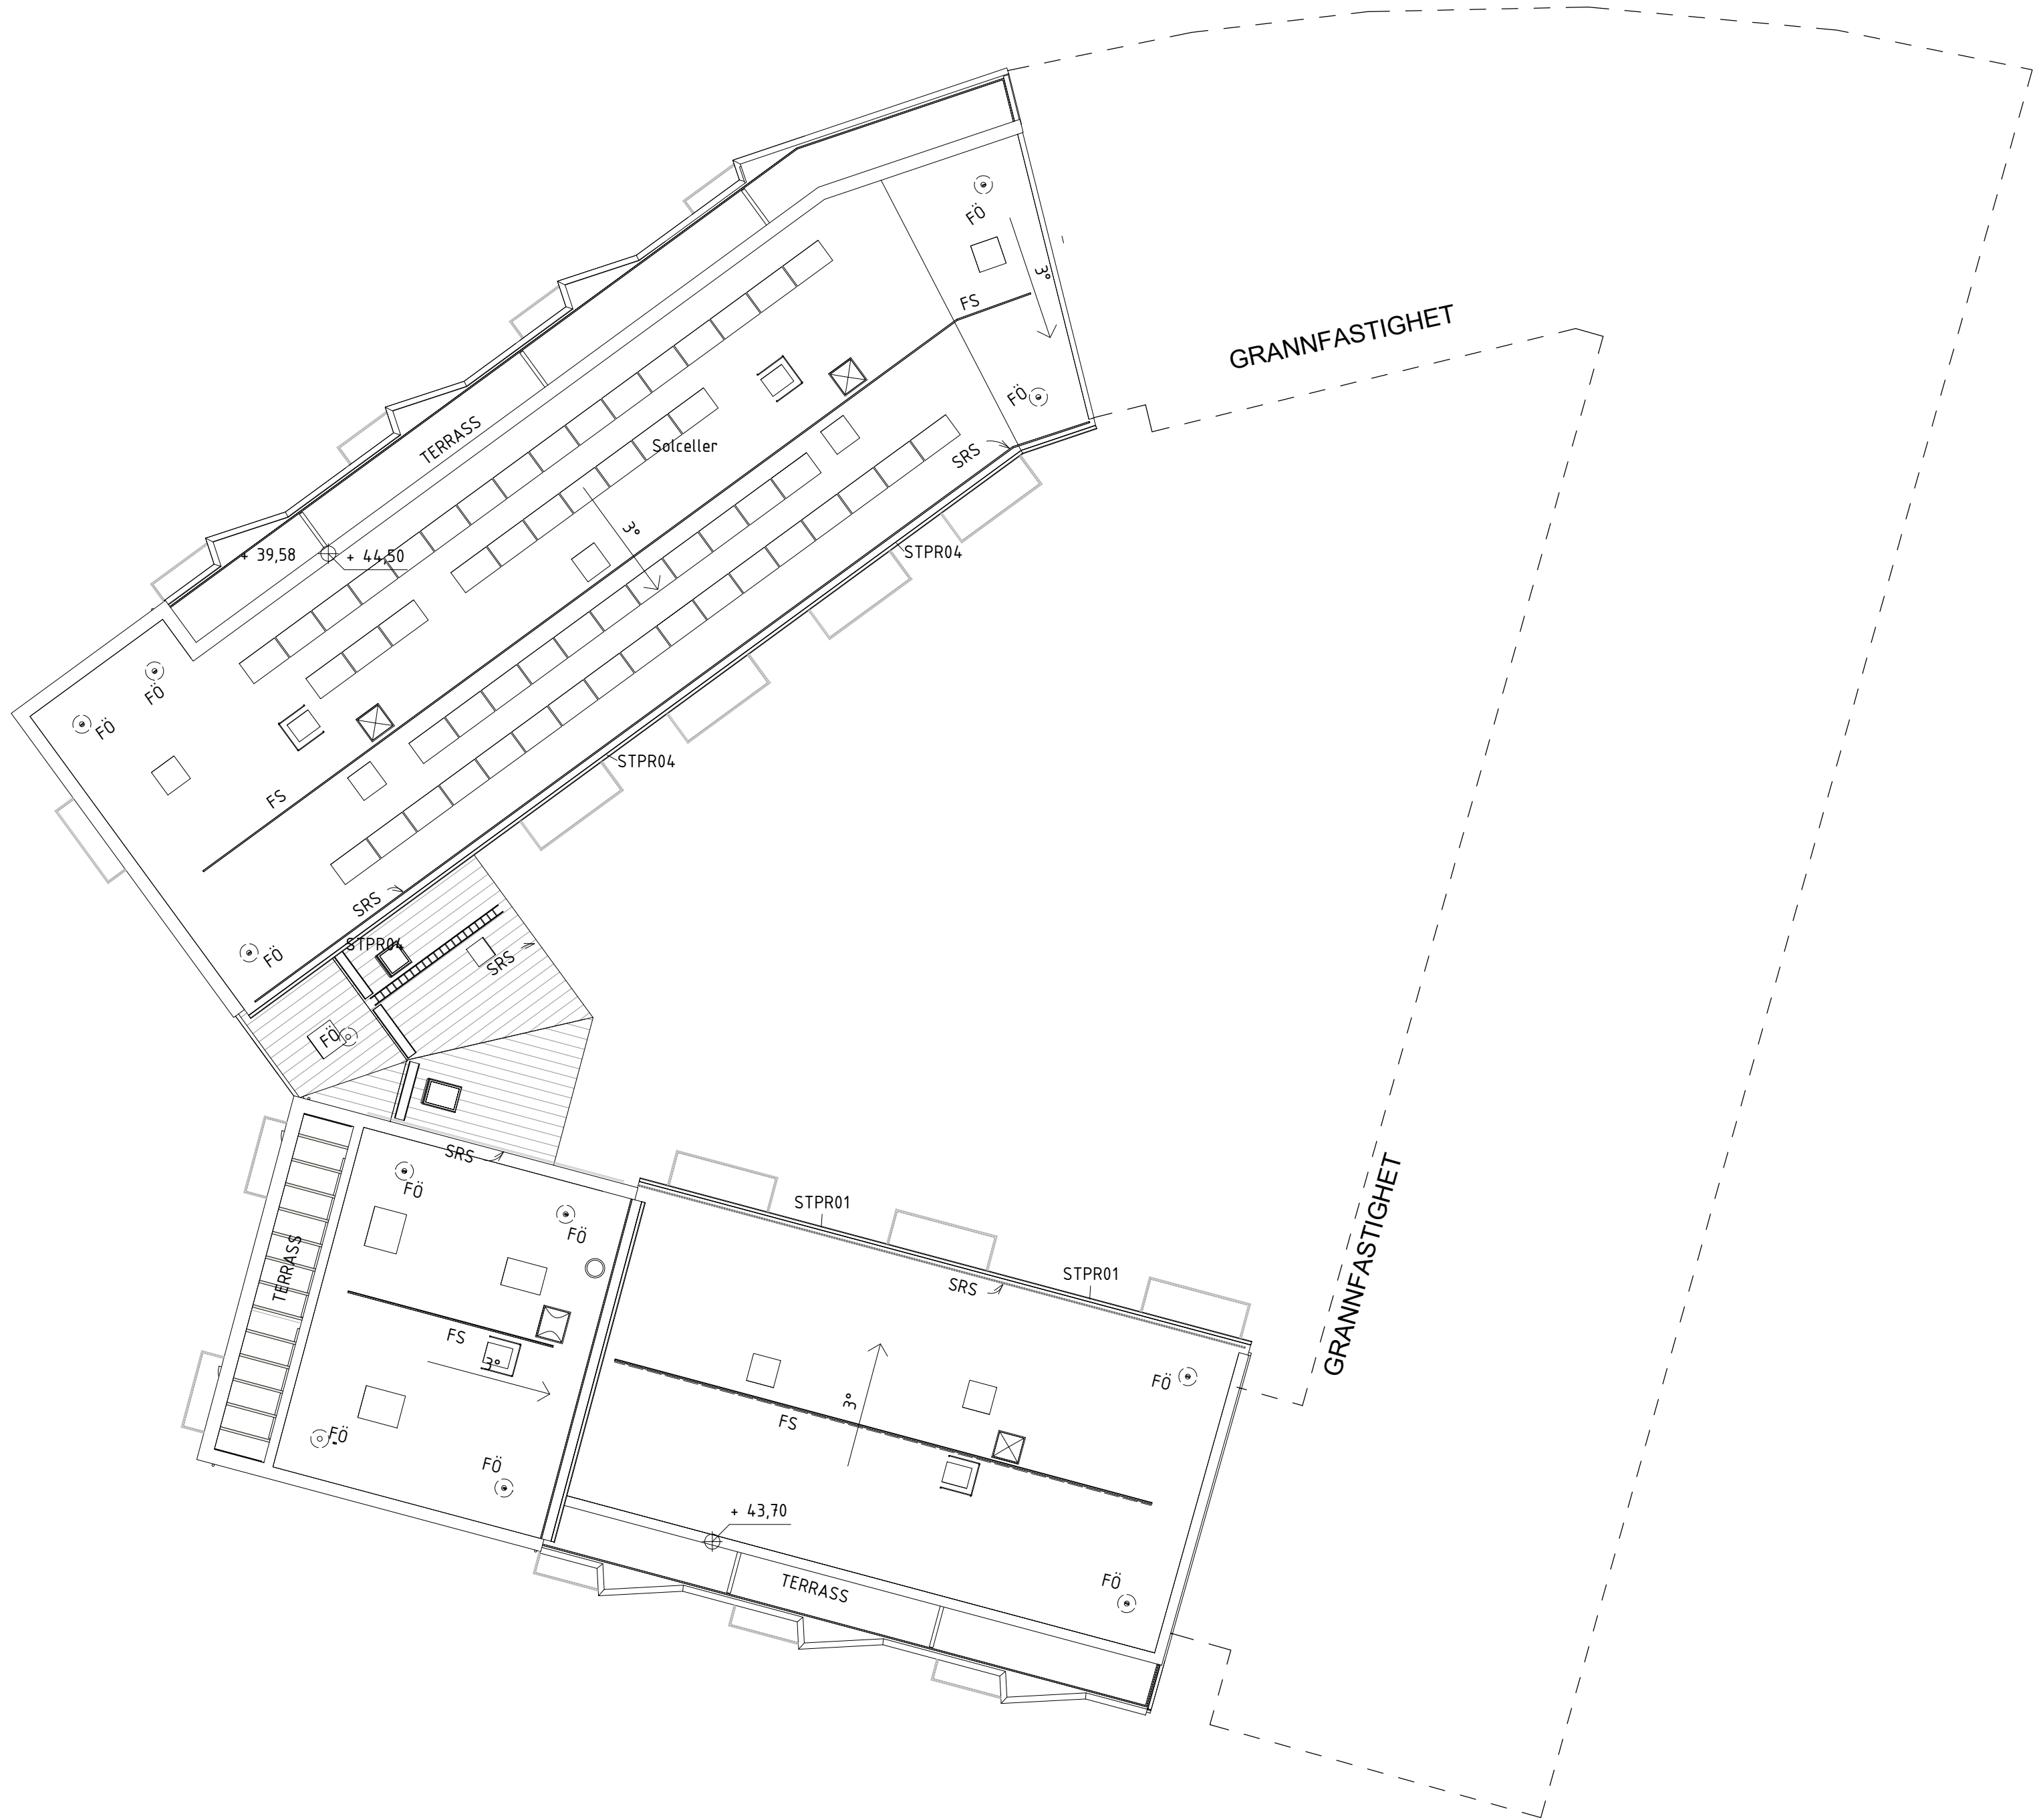 FÖ
3°
FS
GRANNFASTIGHET
FÖ
TERRASS
Solceller
SRS
3°
+ 39,58
+ 44,50
STPR04
FÖ
FÖ
STPR04
FS
SRS
STPR04
FÖ
SRS
FÖ
SRS
FÖ
GRANNFASTIGHET
STPR01
FÖ
TERRASS
STPR01
SRS
FS
3°
FÖ
3°
FS
FÖ
FÖ
+ 43,70
TERRASS
FÖ